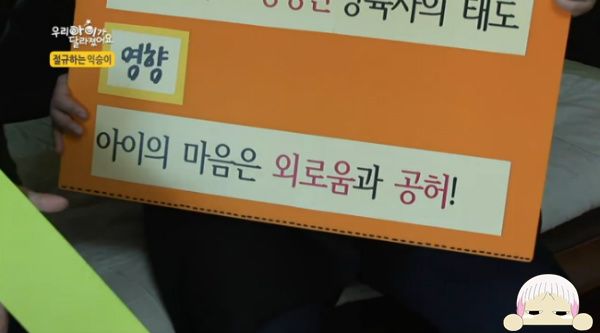 우리아이가
달라졌어요
절규하는 익승이
양육자의 태도
영향
아이의 마음은 외로움과 공허!